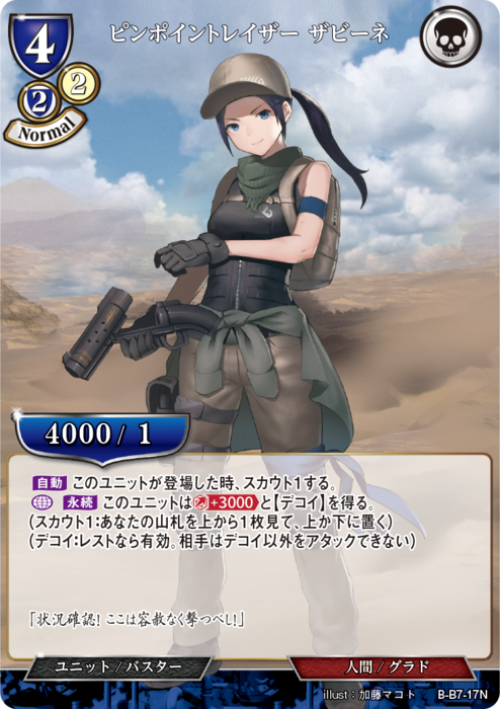 ピンポイントレイザー ザビーネ
4
2
2
Normal
4000 / 1
自動 このユニットが登場した時、スカウト1する。
永続 このユニットは +3000 と【デコイ】を得る。
(スカウト1:あなたの山札を上から1枚見て、上か下に置く)
(デコイ:レストなら有効。相手はデコイ以外をアタックできない)
「状況確認! ここは容赦なく撃つべし!」
ユニット / バスター
人間 / グラド
illust : 加藤マコト B-B7-17N